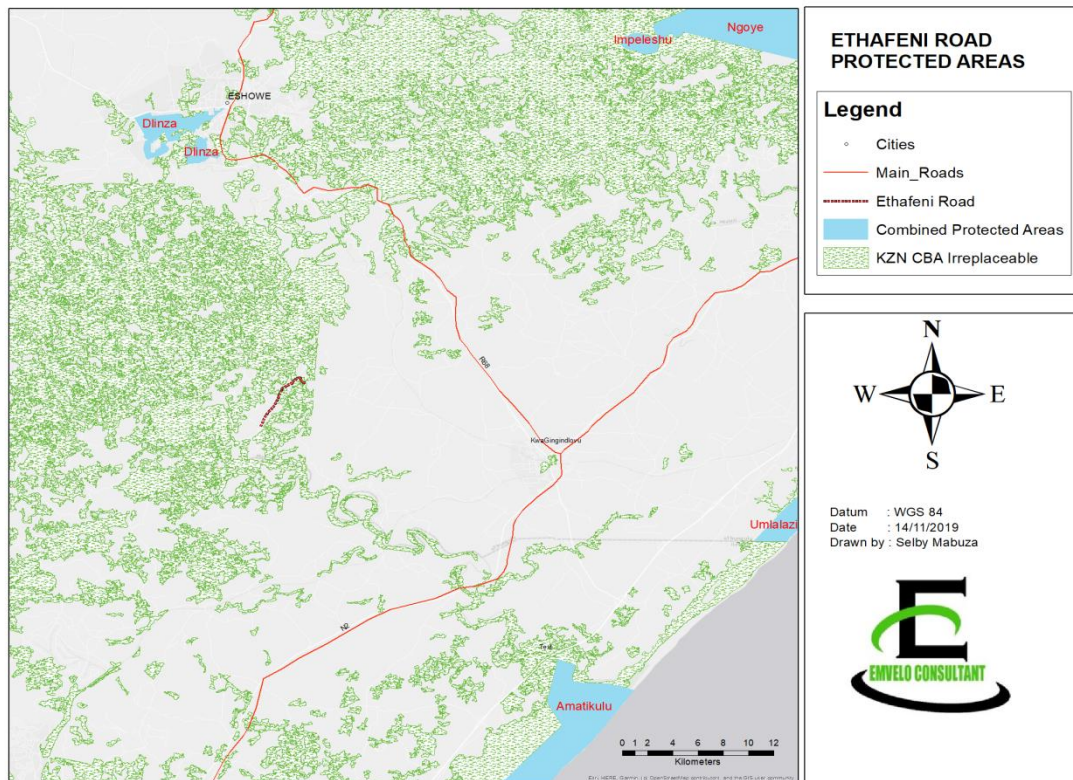 Ngoye
Impeleshu
ESHOWE
Dlinza
Dlinza
R68
KwaGingindlovu
Umlalazi
N2
Amatikulu
0 1 2 4 6 8 10 12
Kilometers
ETHAFENI ROAD
PROTECTED AREAS
Legend
Cities
Main_Roads
Ethafeni Road
Combined Protected Areas
KZN CBA Irreplaceable
N
W E
S
Datum : WGS 84
Date : 14/11/2019
Drawn by : Selby Mabuza
E
EMVELO CONSULTANT